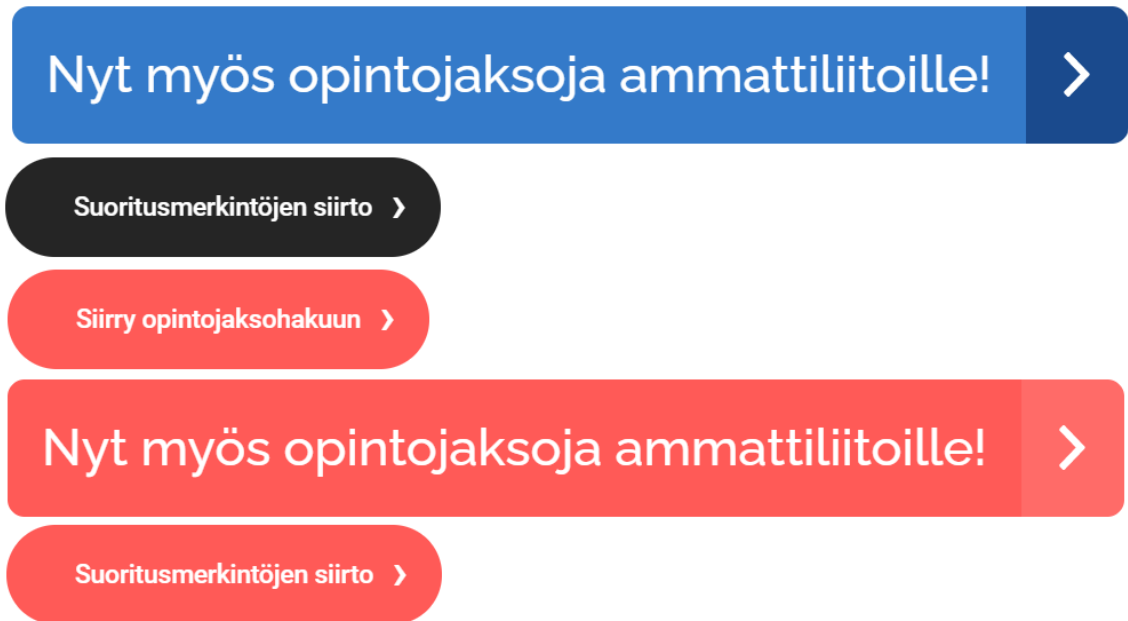 Nyt myös opintojaksoja ammattiliitoille!
Suoritusmerkintöjen siirto ❯
Siirry opintojaksohakuun ❯
Nyt myös opintojaksoja ammattiliitoille!
Suoritusmerkintöjen siirto ❯